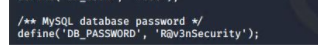 /** MySQL database password */
define('DB_PASSWORD', 'R@v3nSecurity');